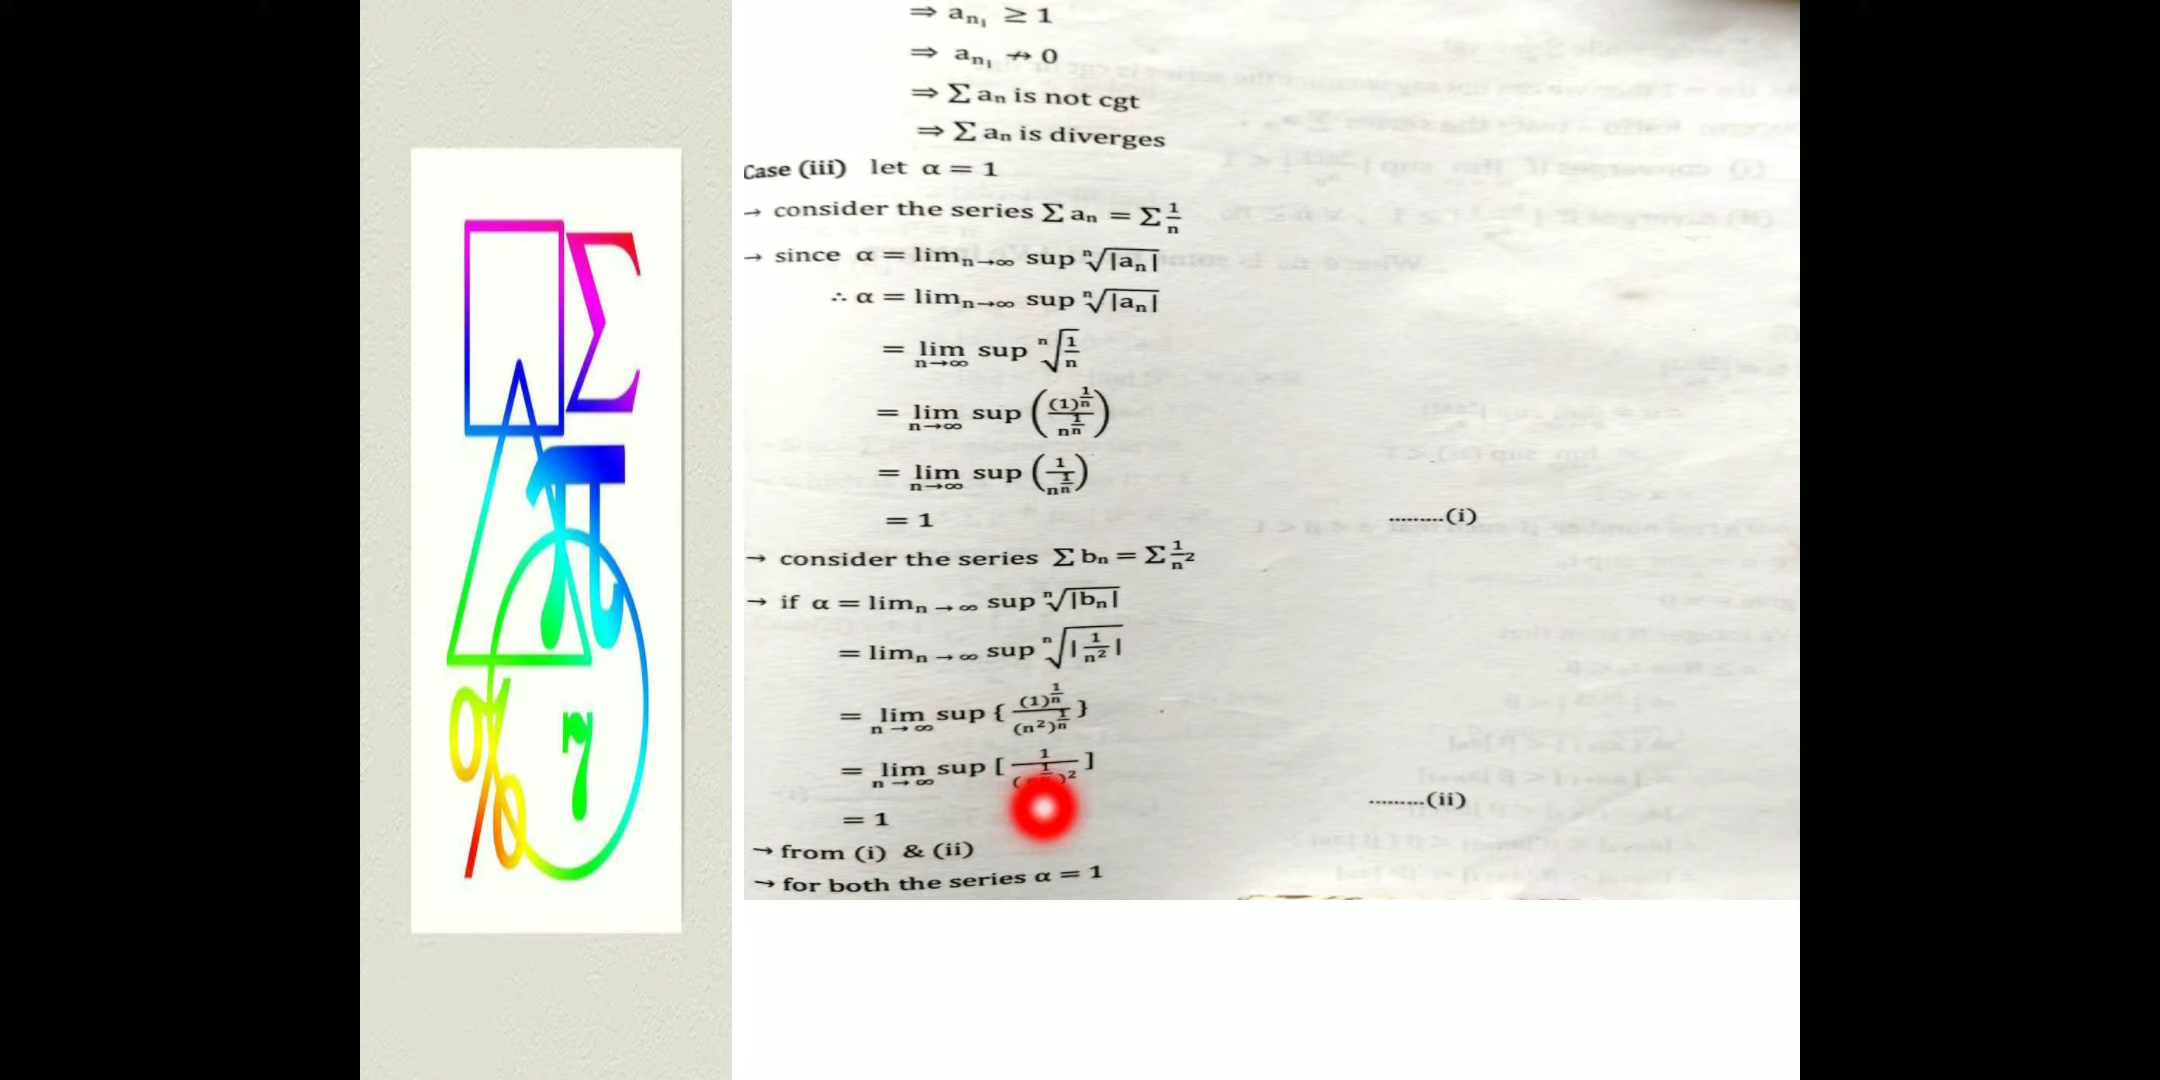 ⇒ aₙ₁ ≥ 1
⇒ aₙ₁ ↛ 0
⇒ ∑ aₙ is not cgt
⇒ ∑ aₙ is diverges
Case (iii) let α = 1
→ consider the series ∑ aₙ = ∑ 1/n
→ since α = limₙ→∞ sup ⁿ√|aₙ|
∴ α = limₙ→∞ sup ⁿ√|aₙ|
= lim n→∞ sup ⁿ√(1/n)
= lim n→∞ sup ((1)^(1/n) / n^(1/n))
= lim n→∞ sup (1 / n^(1/n))
= 1 .........(i)
→ consider the series ∑ bₙ = ∑ 1/n²
→ if α = limₙ → ∞ sup ⁿ√|bₙ|
= limₙ → ∞ sup ⁿ√|1/n²|
= lim n → ∞ sup { (1)^(1/n) / (n²)^(1/n) }
= lim n → ∞ sup [ 1 / ( )² ]
= 1 .........(ii)
→ from (i) & (ii)
→ for both the series α = 1
∑
π
%
7